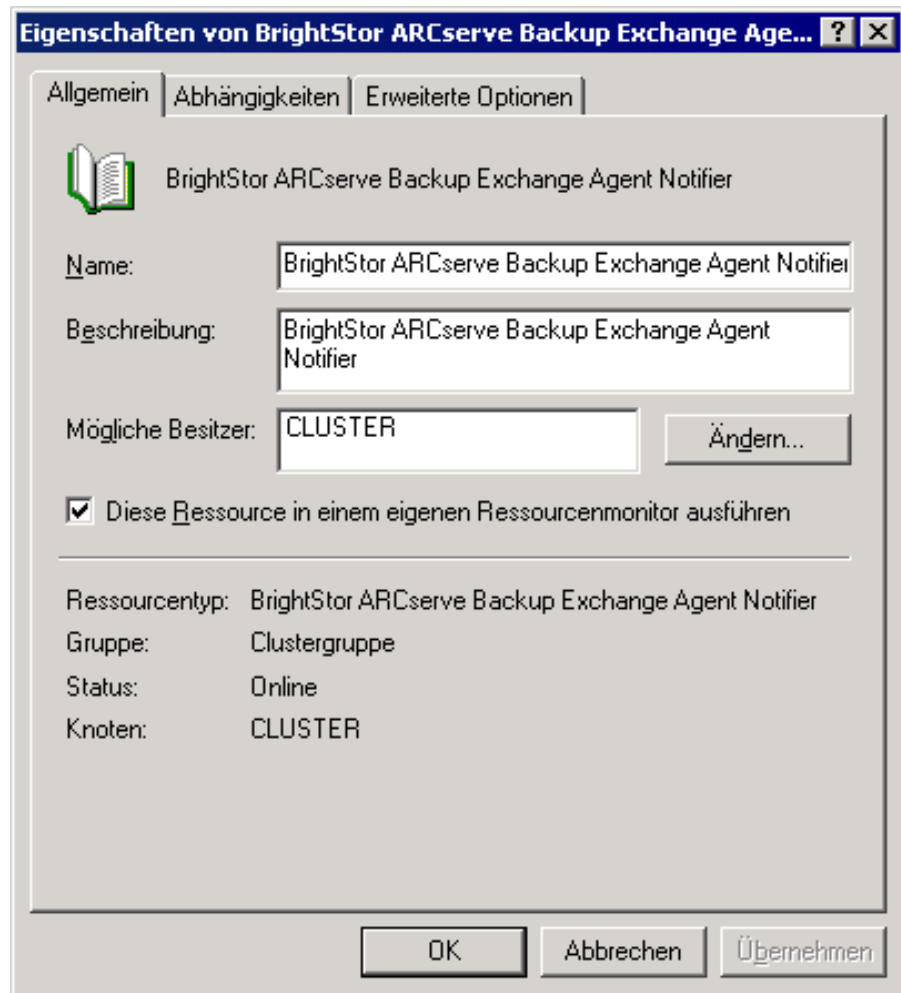 Eigenschaften von BrightStor ARCserve Backup Exchange Age...
Allgemein Abhängigkeiten Erweiterte Optionen
BrightStor ARCserve Backup Exchange Agent Notifier
Name: BrightStor ARCserve Backup Exchange Agent Notifier
Beschreibung: BrightStor ARCserve Backup Exchange Agent
Notifier
Mögliche Besitzer: CLUSTER Ändern...
Diese Ressource in einem eigenen Ressourcenmonitor ausführen
Ressourcentyp: BrightStor ARCserve Backup Exchange Agent Notifier
Gruppe: Clustergruppe
Status: Online
Knoten: CLUSTER
OK Abbrechen Übernehmen